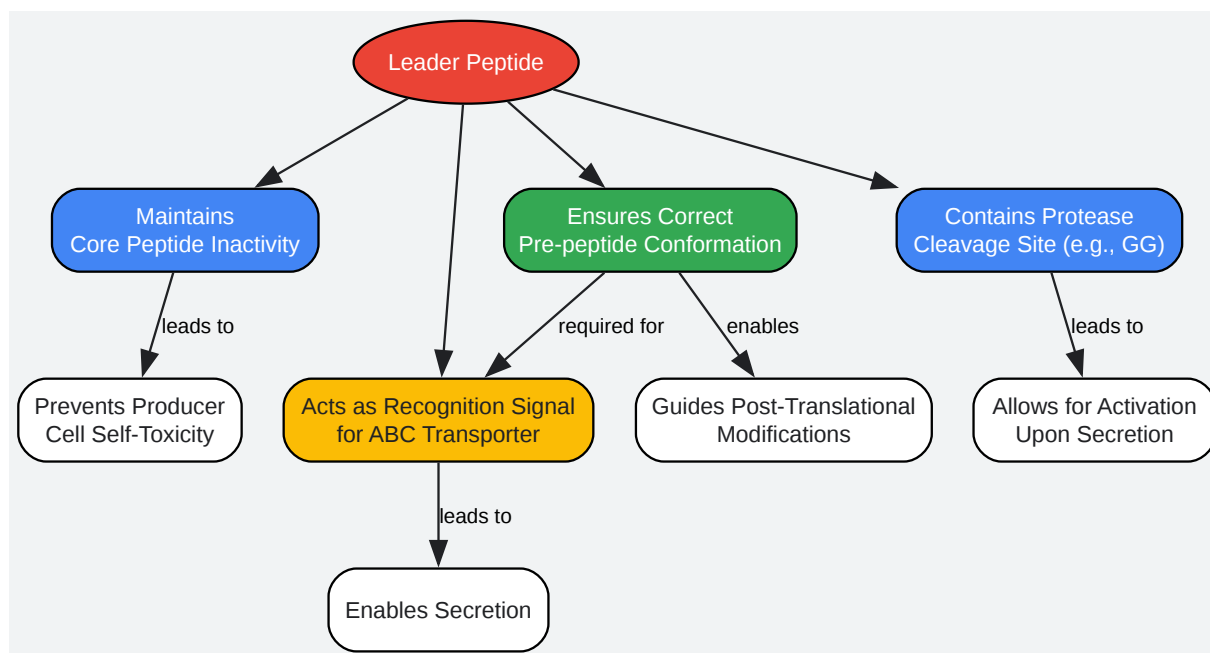 Leader Peptide
Maintains
Core Peptide Inactivity
Ensures Correct
Pre-peptide Conformation
Contains Protease
Cleavage Site (e.g., GG)
leads to
required for
enables
leads to
Prevents Producer
Cell Self-Toxicity
Acts as Recognition Signal
for ABC Transporter
Guides Post-Translational
Modifications
Allows for Activation
Upon Secretion
leads to
Enables Secretion